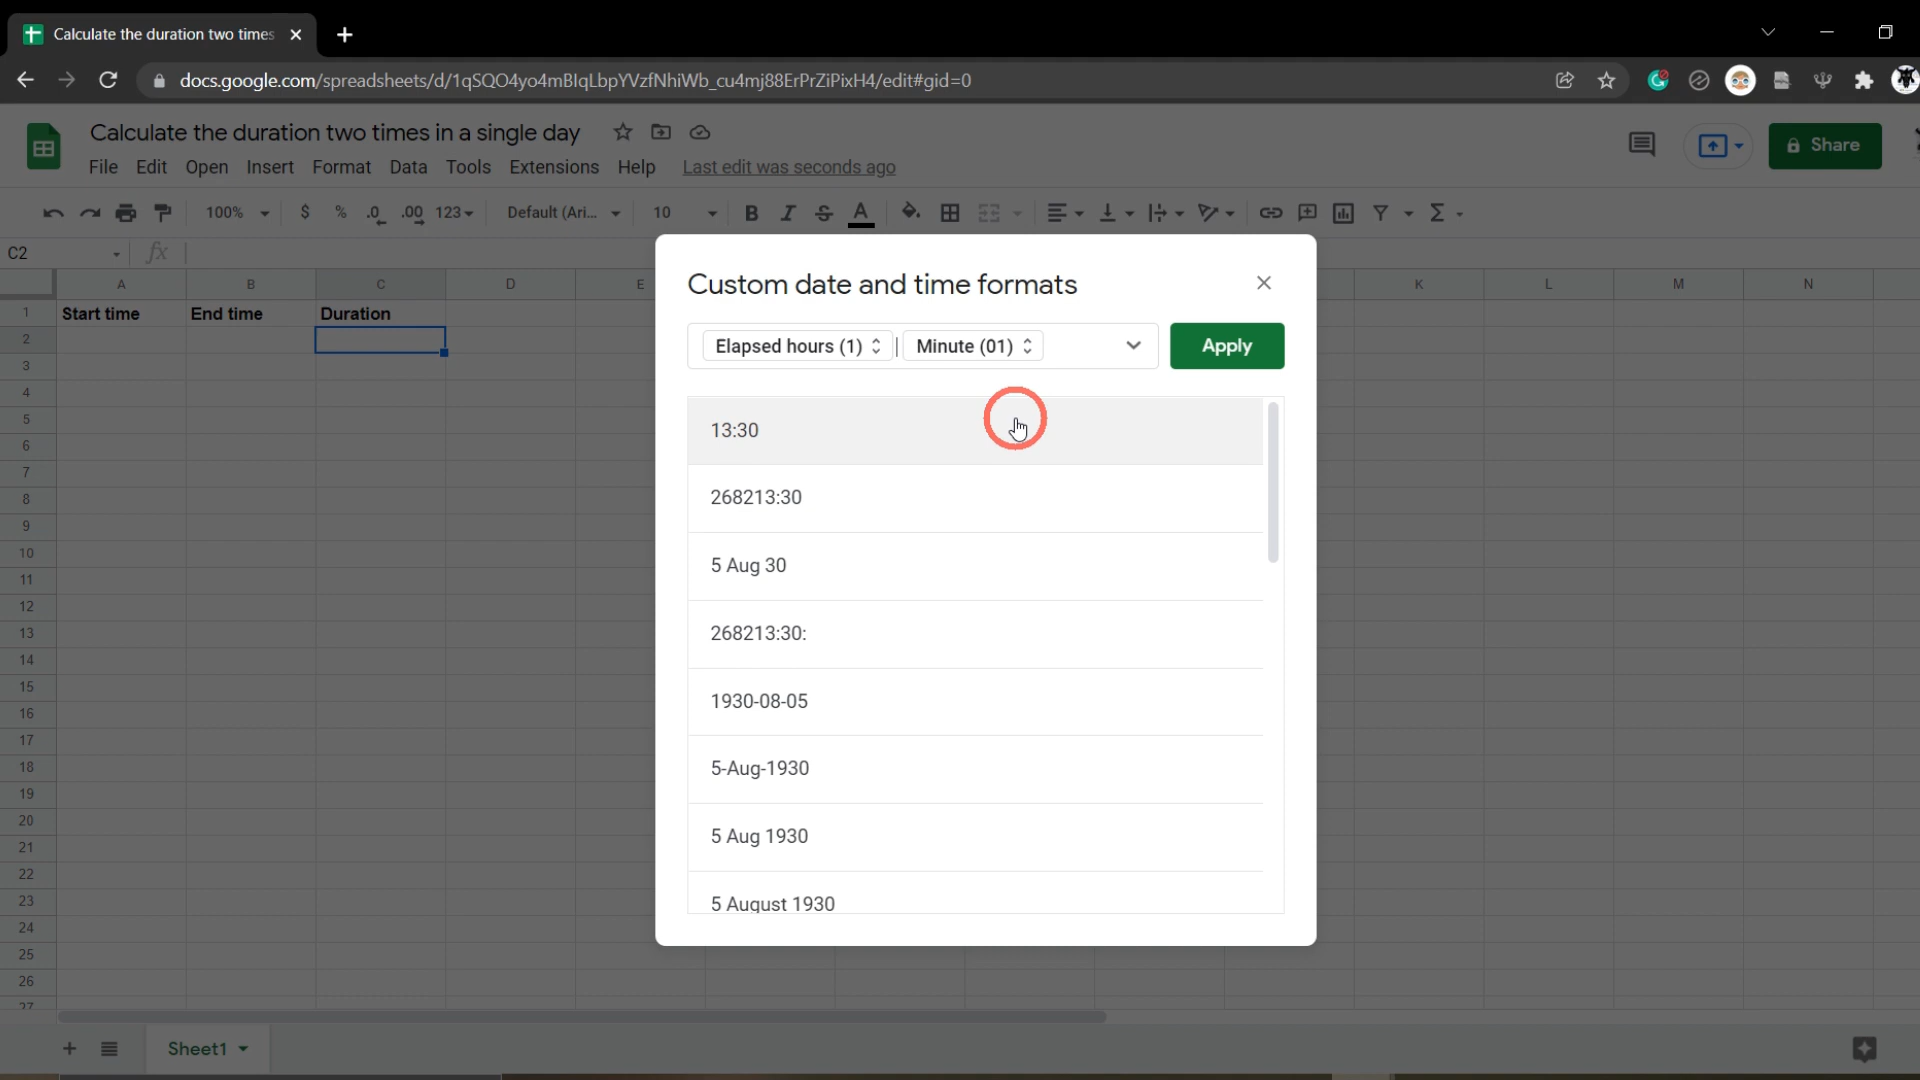 Calculate the duration two times
docs.google.com/spreadsheets/d/1qSQO4yo4mBlqLbpYVzfNhiWb_cu4mj88ErPrZiPixH4/edit#gid=0
Calculate the duration two times in a single day
File Edit Open Insert Format Data Tools Extensions Help Last edit was seconds ago
Share
100% $ % .0 .00 123 Default (Ari... 10 B I S A Σ
C2 fx
A B C D E K L M N
1 Start time End time Duration
2
3
4
5
6
7
8
9
10
11
12
13
14
15
16
17
18
19
20
21
22
23
24
25
26
27
Custom date and time formats
Elapsed hours (1) Minute (01) Apply
13:30
268213:30
5 Aug 30
268213:30:
1930-08-05
5-Aug-1930
5 Aug 1930
5 August 1930
Sheet1